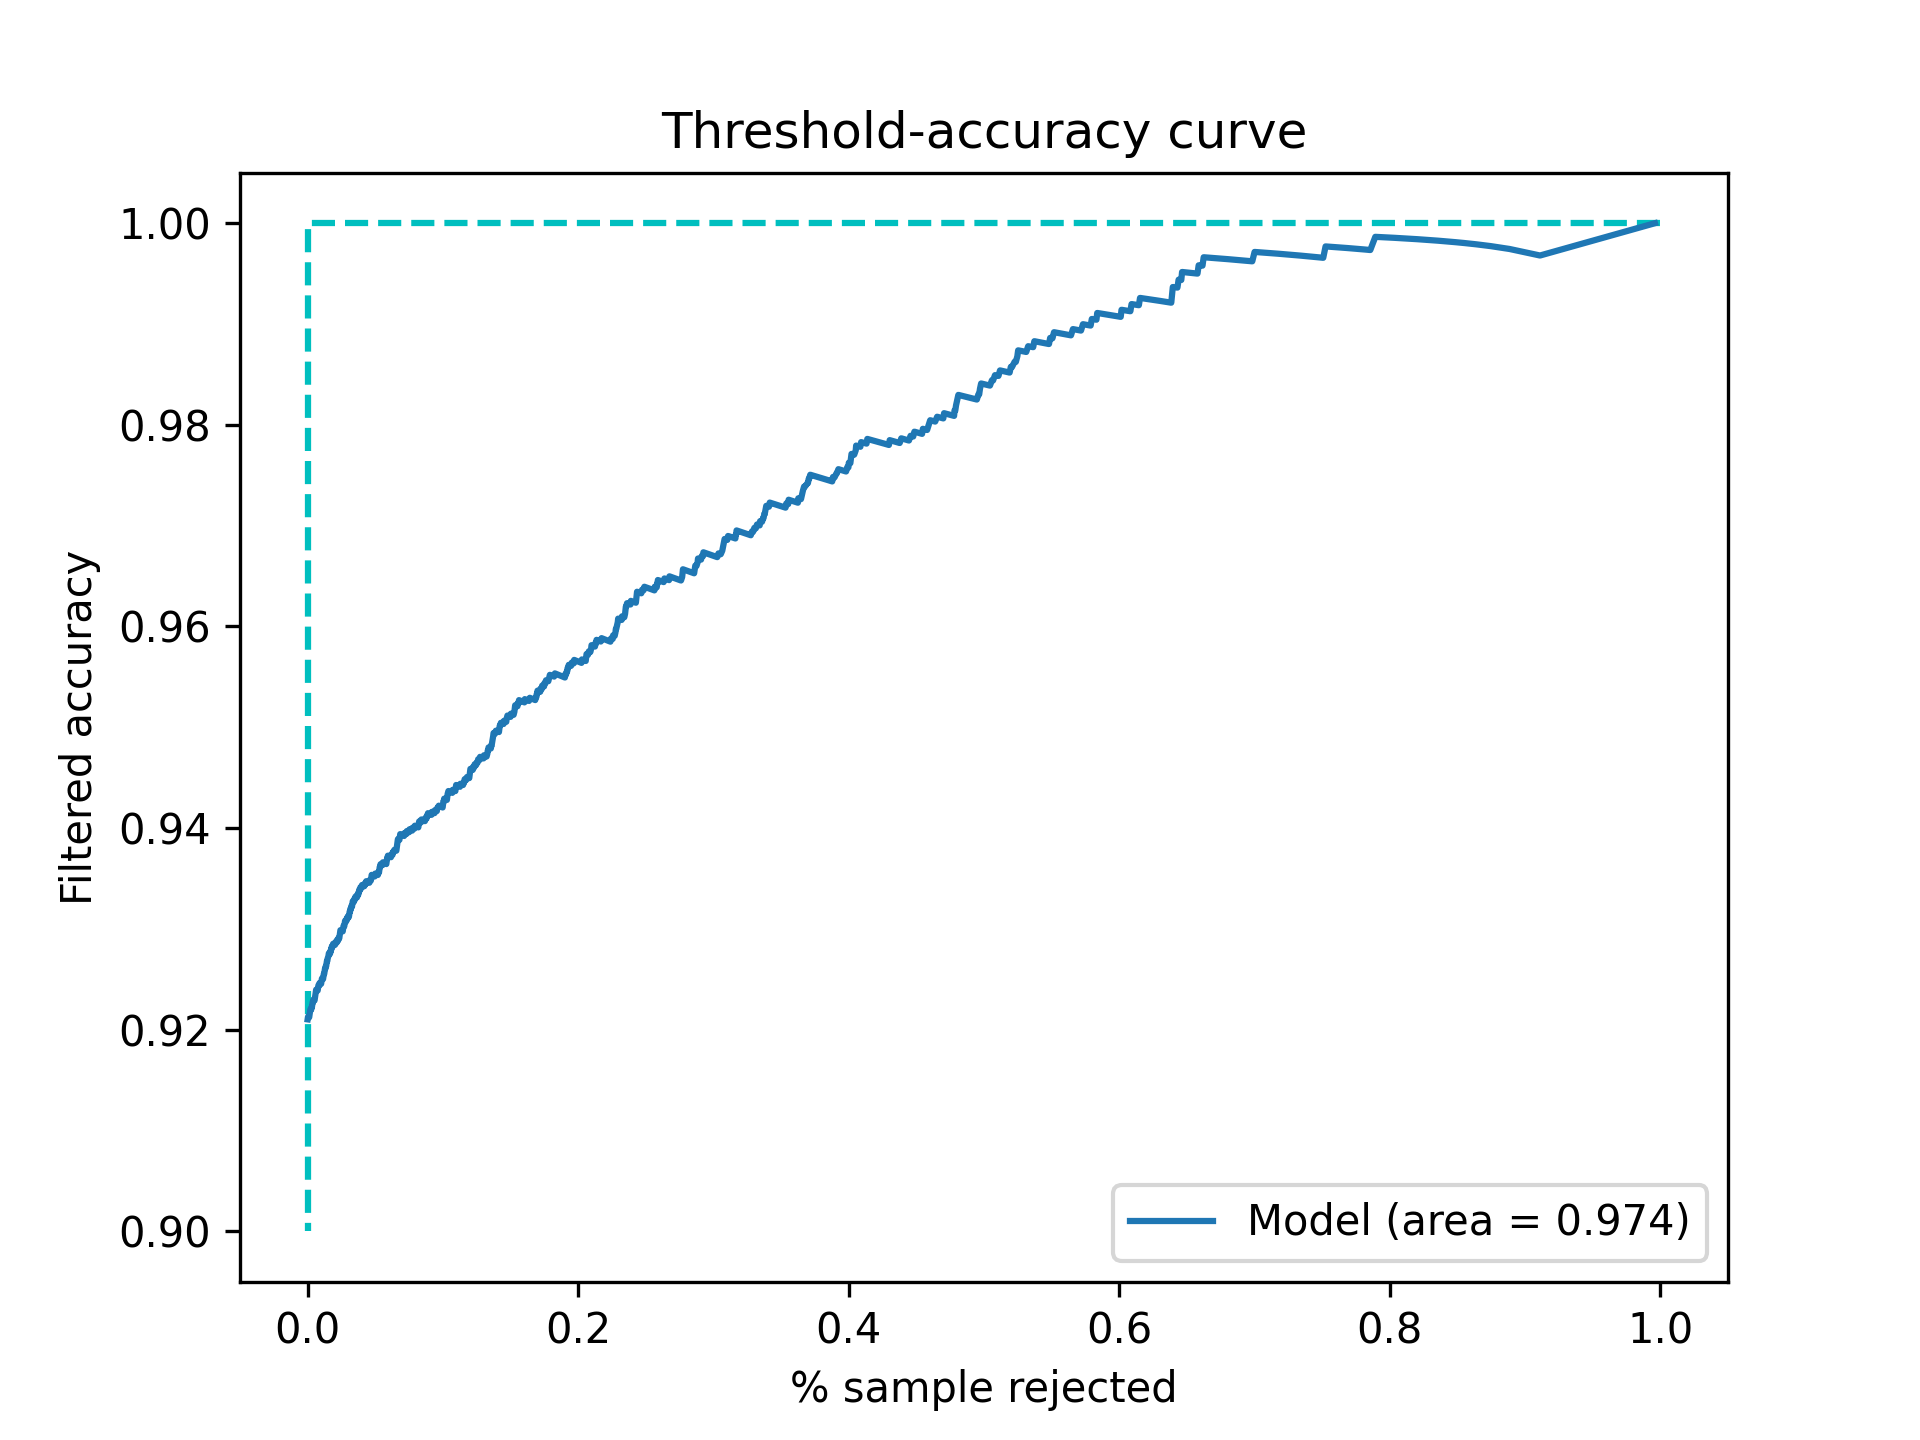 Threshold-accuracy curve
1.00
0.98
0.96
0.94
0.92
0.90
Filtered accuracy
Model (area = 0.974)
0.0 0.2 0.4 0.6 0.8 1.0
% sample rejected